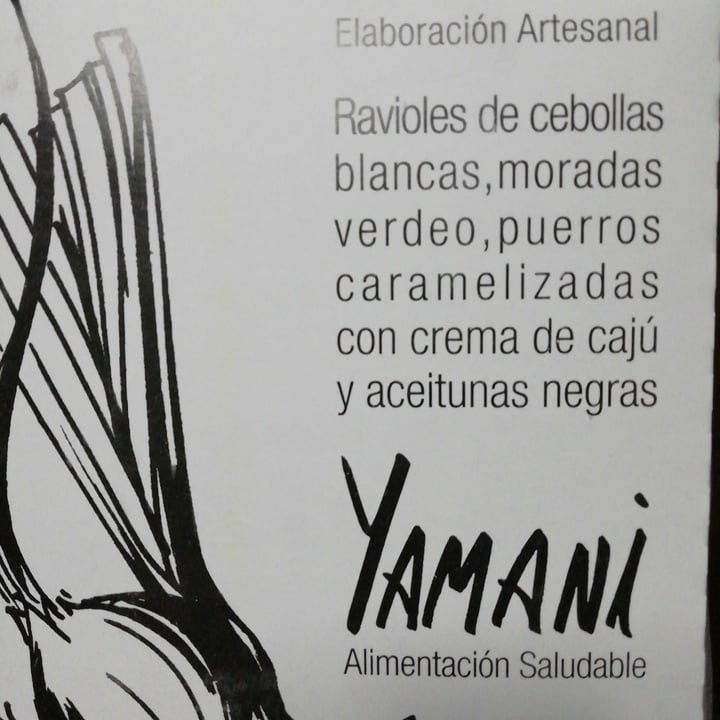 Elaboración Artesanal
Ravioles de cebollas
blancas,moradas
verdeo,puerros
caramelizadas
con crema de cajú
y aceitunas negras
YAMANi
Alimentación Saludable